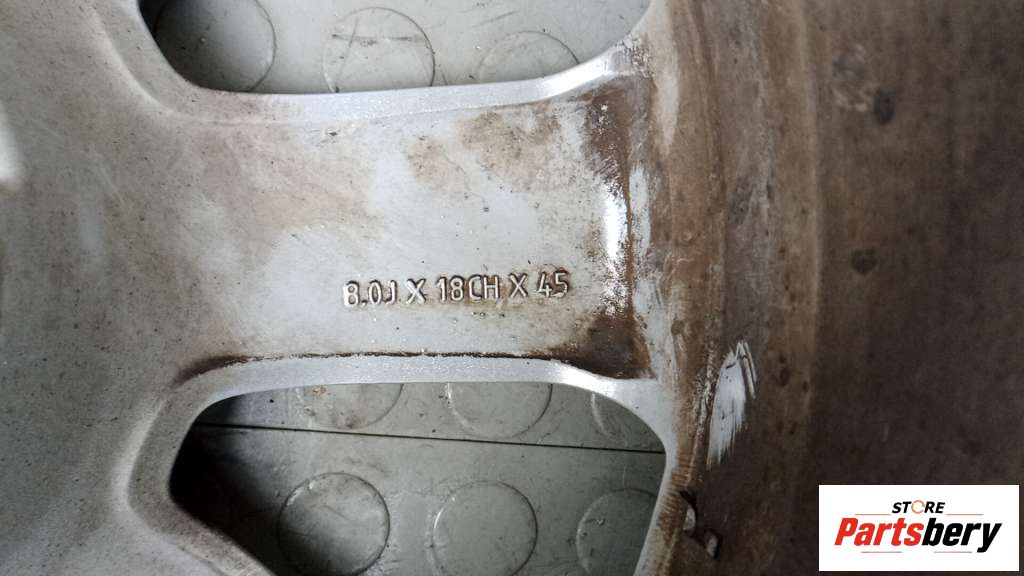 8.0J X 18CH X 45
STORE
Partsbery